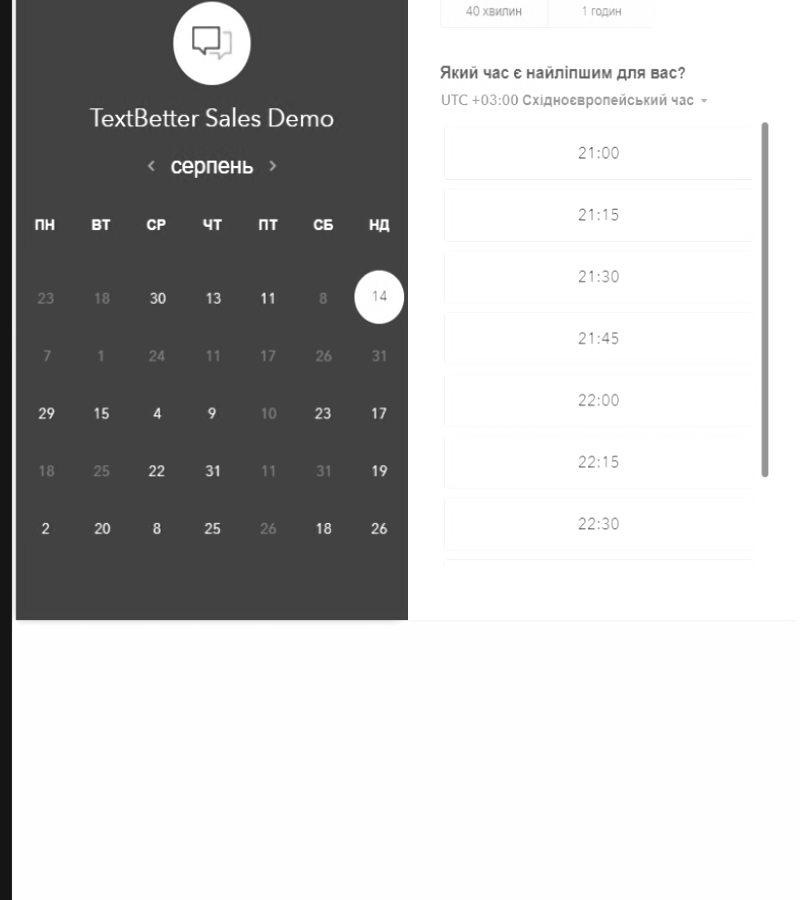 TextBetter Sales Demo
серпень
ПН ВТ СР ЧТ ПТ СБ НД
23 18 30 13 11 8 14
7 1 24 11 17 26 31
29 15 4 9 10 23 17
18 25 22 31 11 31 19
2 20 8 25 26 18 26
40 хвилин 1 годин
Який час є найліпшим для вас?
UTC +03:00 Східноєвропейський час
21:00
21:15
21:30
21:45
22:00
22:15
22:30